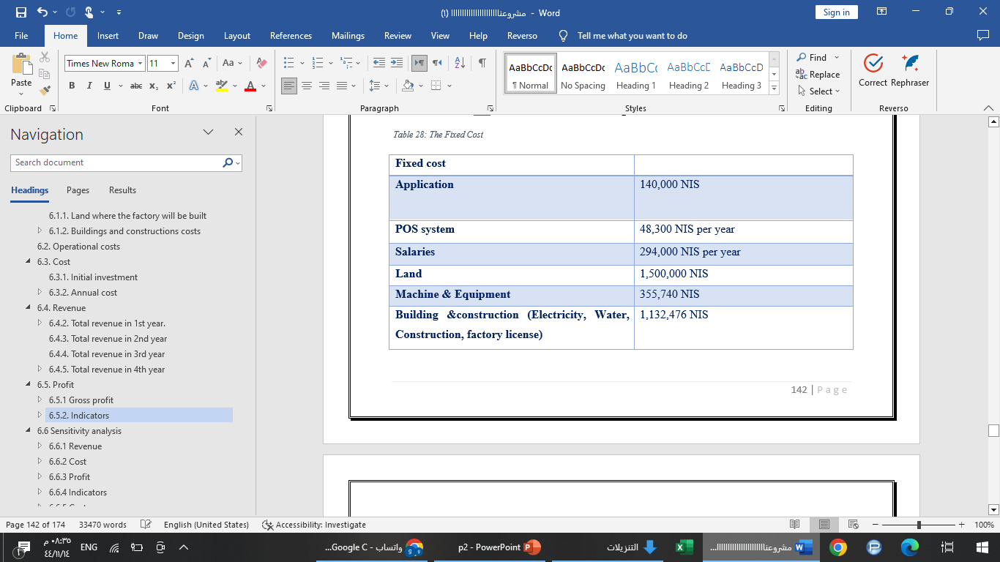 مشروعنااااااااااااااااااااااا (١) - Word
Sign in
File Home Insert Draw Design Layout References Mailings Review View Help Reverso Tell me what you want to do
Paste
Times New Roma 11
Aa
B I U abc x₂ x²
AaBbCcDc AaBbCcDc AaBbCc AaBbCcC AaBbCcD
¶ Normal No Spacing Heading 1 Heading 2 Heading 3
Find
Replace
Select
Correct Rephraser
Clipboard Font Paragraph Styles Editing Reverso
Navigation
Search document
Headings Pages Results
6.1.1. Land where the factory will be built
6.1.2. Buildings and constructions costs
6.2. Operational costs
6.3. Cost
6.3.1. Initial investment
6.3.2. Annual cost
6.4. Revenue
6.4.2. Total revenue in 1st year.
6.4.3. Total revenue in 2nd year
6.4.4. Total revenue in 3rd year
6.4.5. Total revenue in 4th year
6.5. Profit
6.5.1 Gross profit
6.5.2. Indicators
6.6 Sensitivity analysis
6.6.1 Revenue
6.6.2 Cost
6.6.3 Profit
6.6.4 Indicators
Table 28: The Fixed Cost
Fixed cost
Application 140,000 NIS
POS system 48,300 NIS per year
Salaries 294,000 NIS per year
Land 1,500,000 NIS
Machine & Equipment 355,740 NIS
Building &construction (Electricity, Water, 1,132,476 NIS
Construction, factory license)
142 | Page
Page 142 of 174 33470 words English (United States) Accessibility: Investigate 100%
٠٨:٣٥ م
٤٤/١١/١٤
ENG
واتساب - Google C...
p2 - PowerPoint
التنزيلات
مشروعناااااااااااااااااااااا...